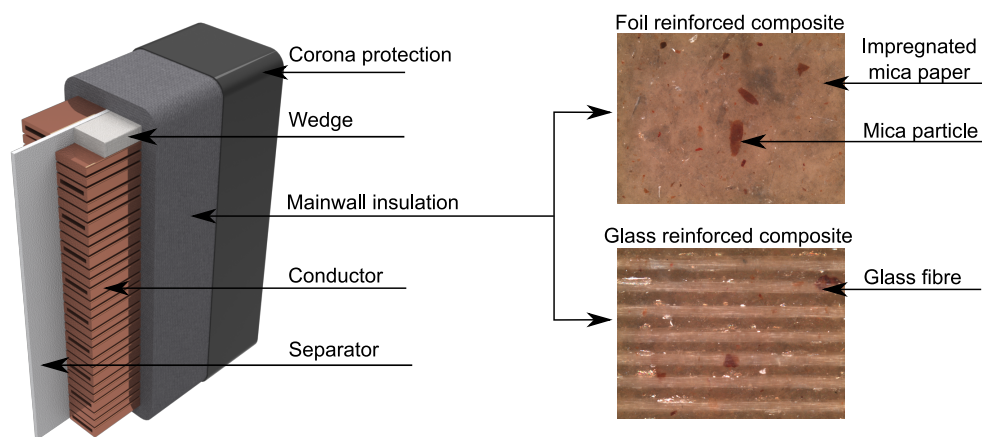 Corona protection
Wedge
Mainwall insulation
Conductor
Separator
Foil reinforced composite
Impregnated
mica paper
Mica particle
Glass reinforced composite
Glass fibre